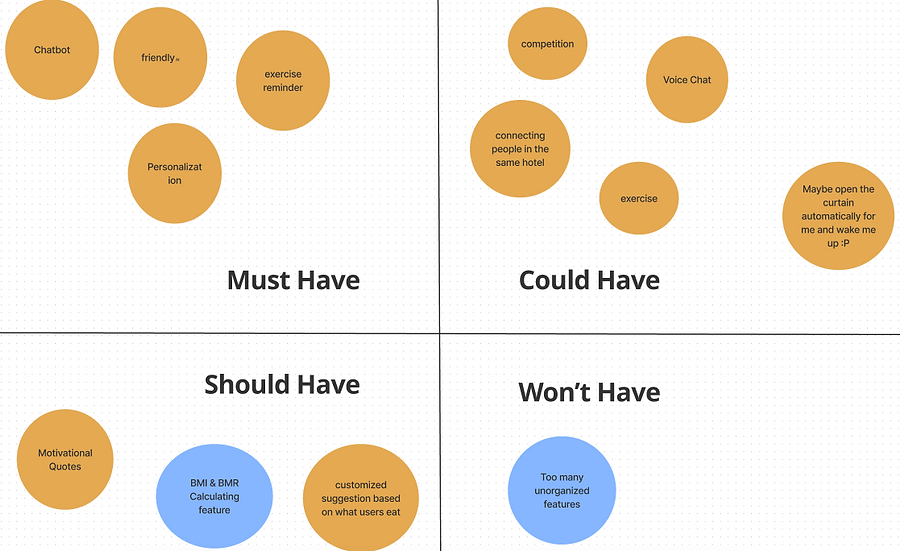 Chatbot
friendly
exercise
reminder
Personalizat
ion
Must Have
competition
Voice Chat
connecting
people in the
same hotel
exercise
Maybe open the
curtain
automatically for
me and wake me
up :P
Could Have
Should Have
Motivational
Quotes
BMI & BMR
Calculating
feature
customized
suggestion based
on what users eat
Won't Have
Too many
unorganized
features